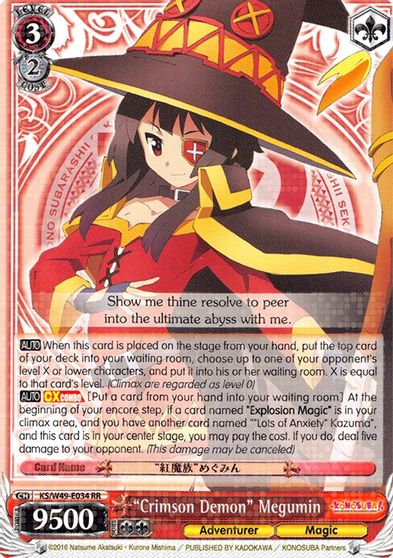 LEVEL
3
2
COST
KONO SUBARASHII SEKAI
Show me thine resolve to peer
into the ultimate abyss with me.
AUTO When this card is placed on the stage from your hand, put the top card
of your deck into your waiting room, choose up to one of your opponent's
level X or lower characters, and put it into his or her waiting room. X is equal
to that card's level. (Climax are regarded as level 0)
AUTO CX COMBO [Put a card from your hand into your waiting room] At the
beginning of your encore step, if a card named "Explosion Magic" is in your
climax area, and you have another card named ""Lots of Anxiety" Kazuma",
and this card is in your center stage, you may pay the cost. If you do, deal
five damage to your opponent. (This damage may be cancelled)
Card Name "紅魔族"めぐみん
KS/W49-E034 RR
"Crimson Demon" Megumin
KONOSUBA!
9500
Adventurer Magic
©2016 Natsume Akatsuki・Kurone Mishima / PUBLISHED BY KADOKAWA / KONOSUBA Partners